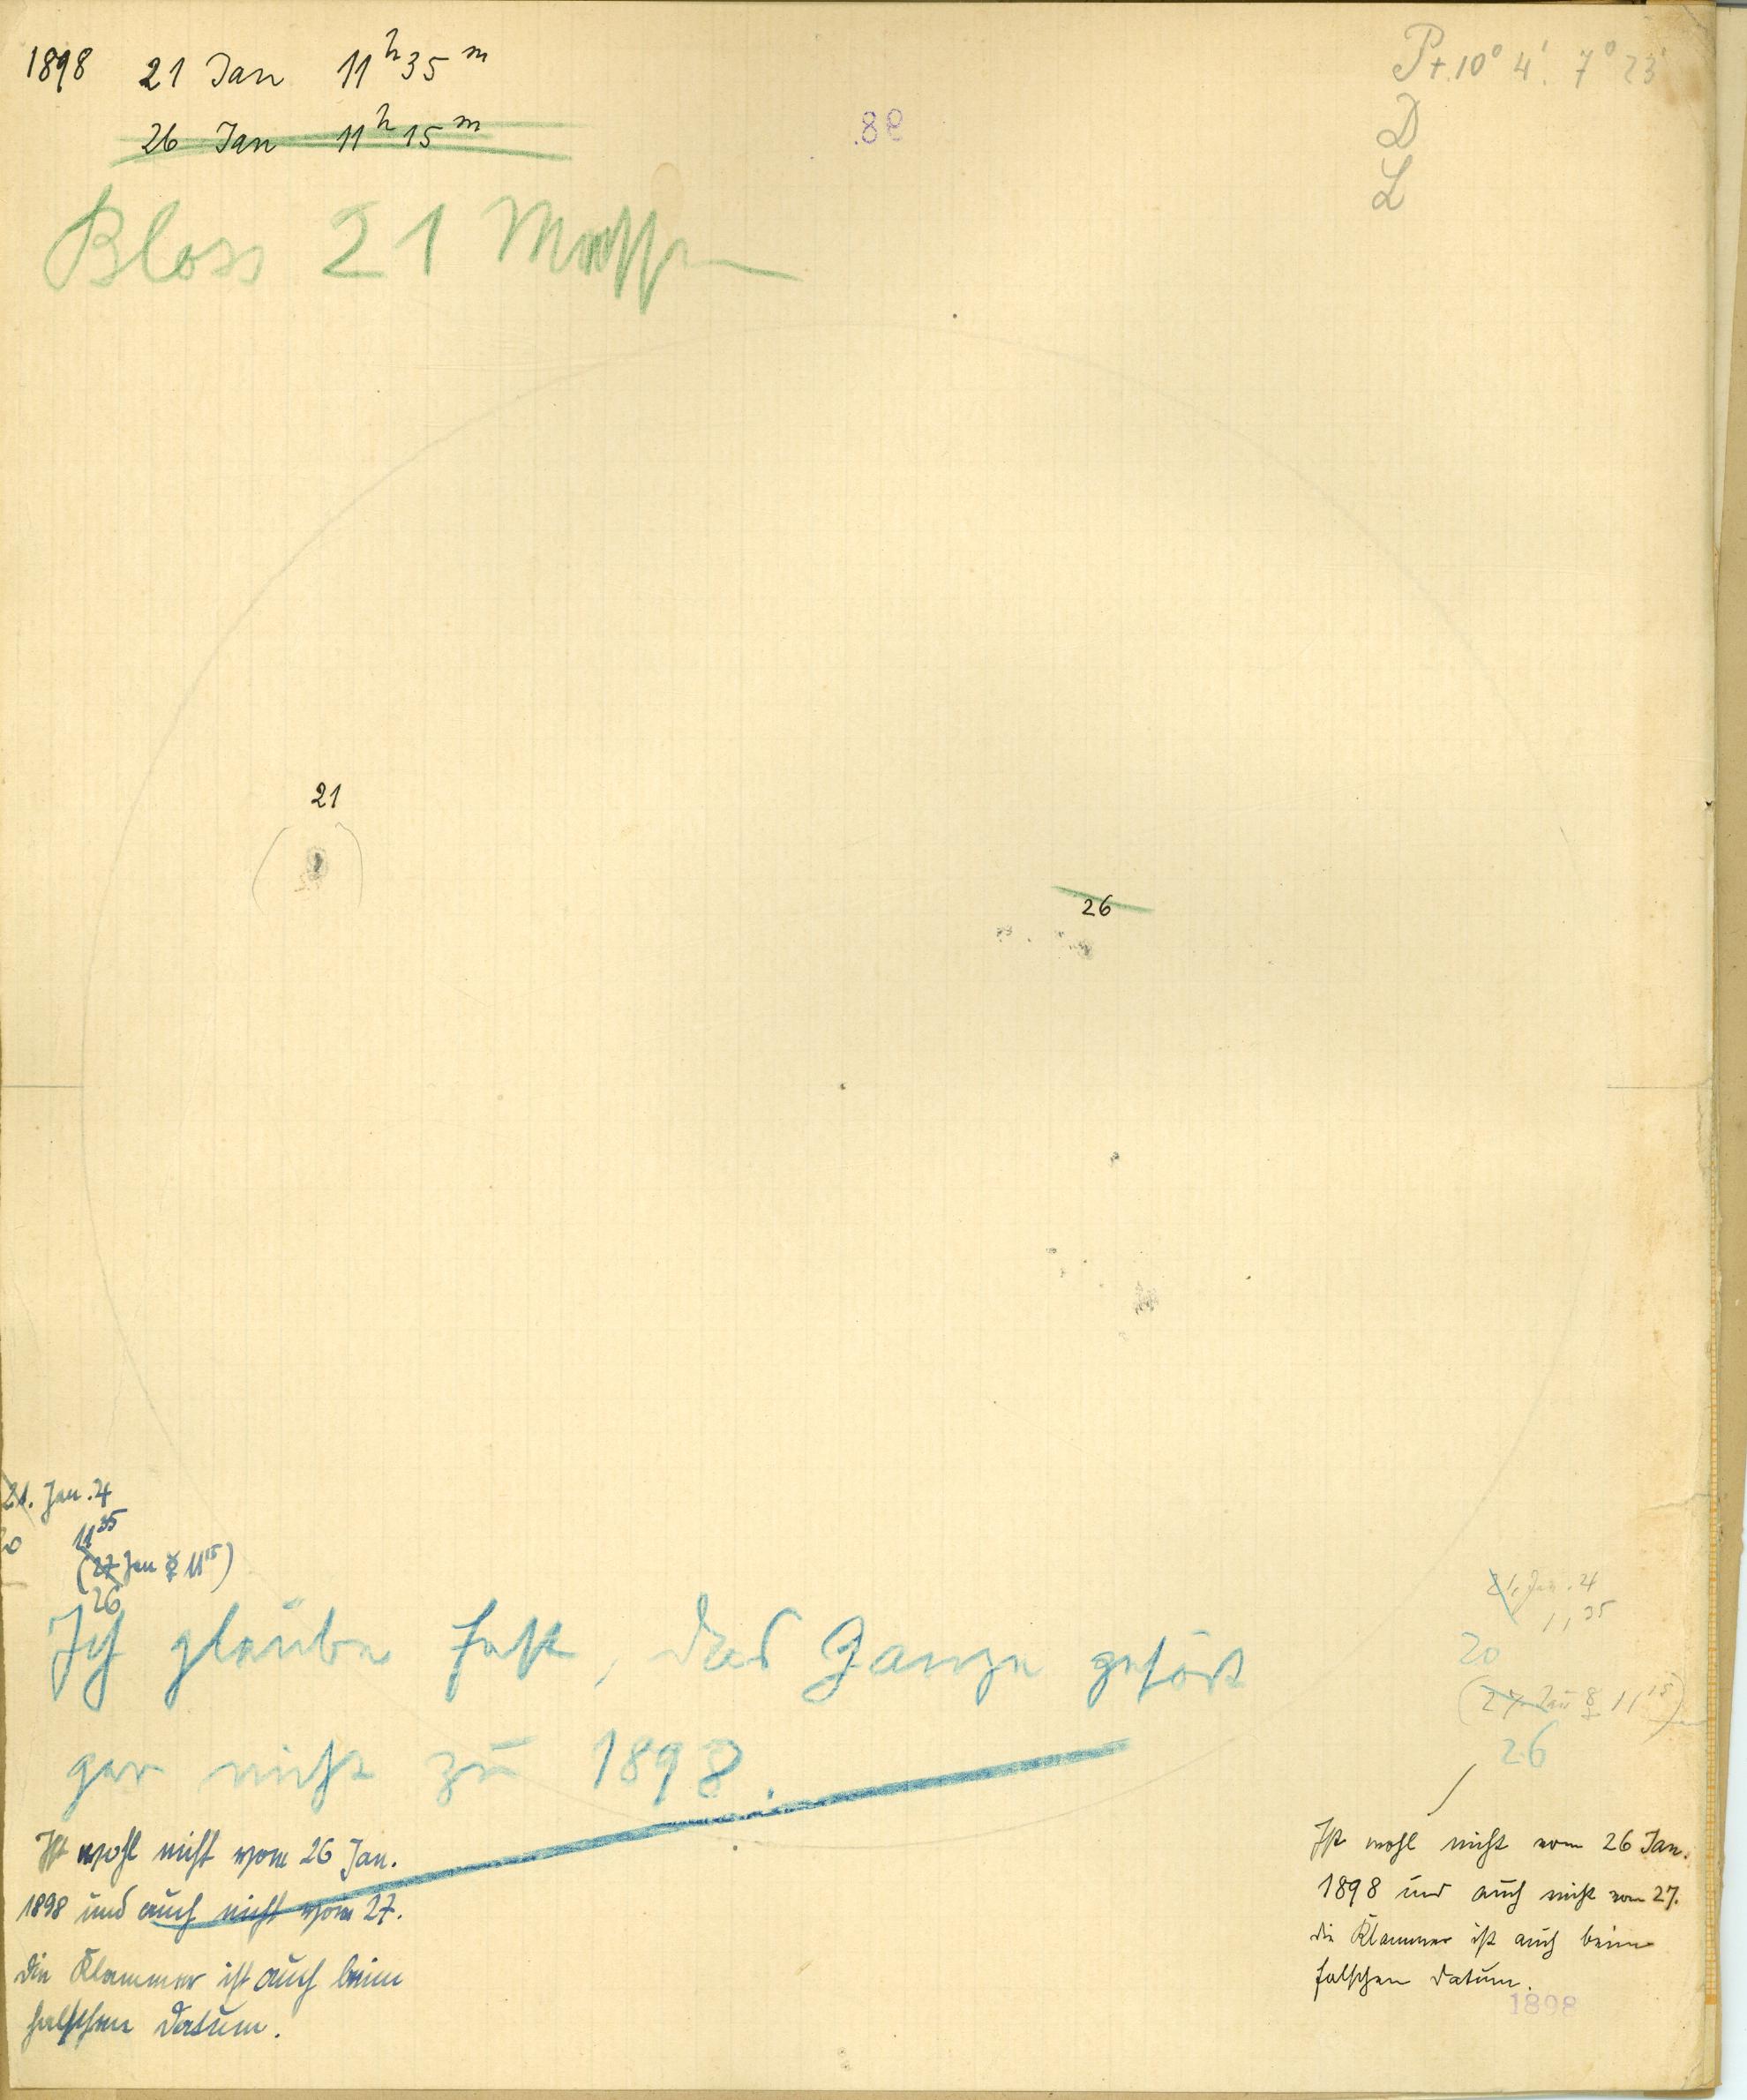 1898 21 Jan 11h 35m
26 Jan 11h 15m
P+.10° 4'. 7° 23'
D
L
88.
Bloss 21
21
26
21. Jan. 4
11 35
(27 Jan ☿ 11 15)
26
Ich glaube fast, das Ganze gehört
gar nicht zu 1898.
Ist wohl nicht vom 26 Jan.
1898 und auch nicht vom 27.
die Klammer ist auch beim
falschen Datum.
21. Jan. 4
11 35
20
(27 Jan ☿ 11 15)
26
Ist wohl nicht vom 26 Jan.
1898 und auch nicht vom 27.
die Klammer ist auch beim
falschen Datum.
1898